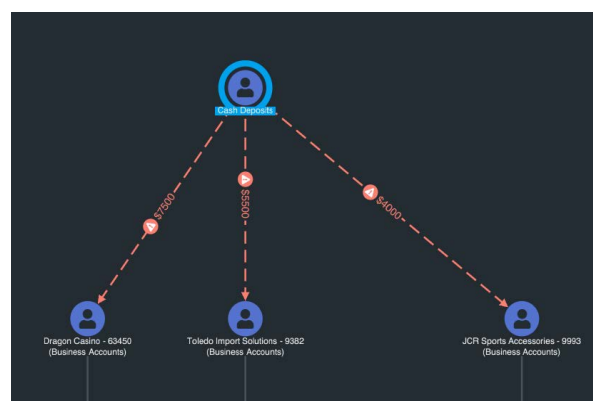 Cash Deposits
$7500
$5500
$4000
Dragon Casino - 63450
(Business Accounts)
Toledo Import Solutions - 9382
(Business Accounts)
JCR Sports Accessories - 9993
(Business Accounts)